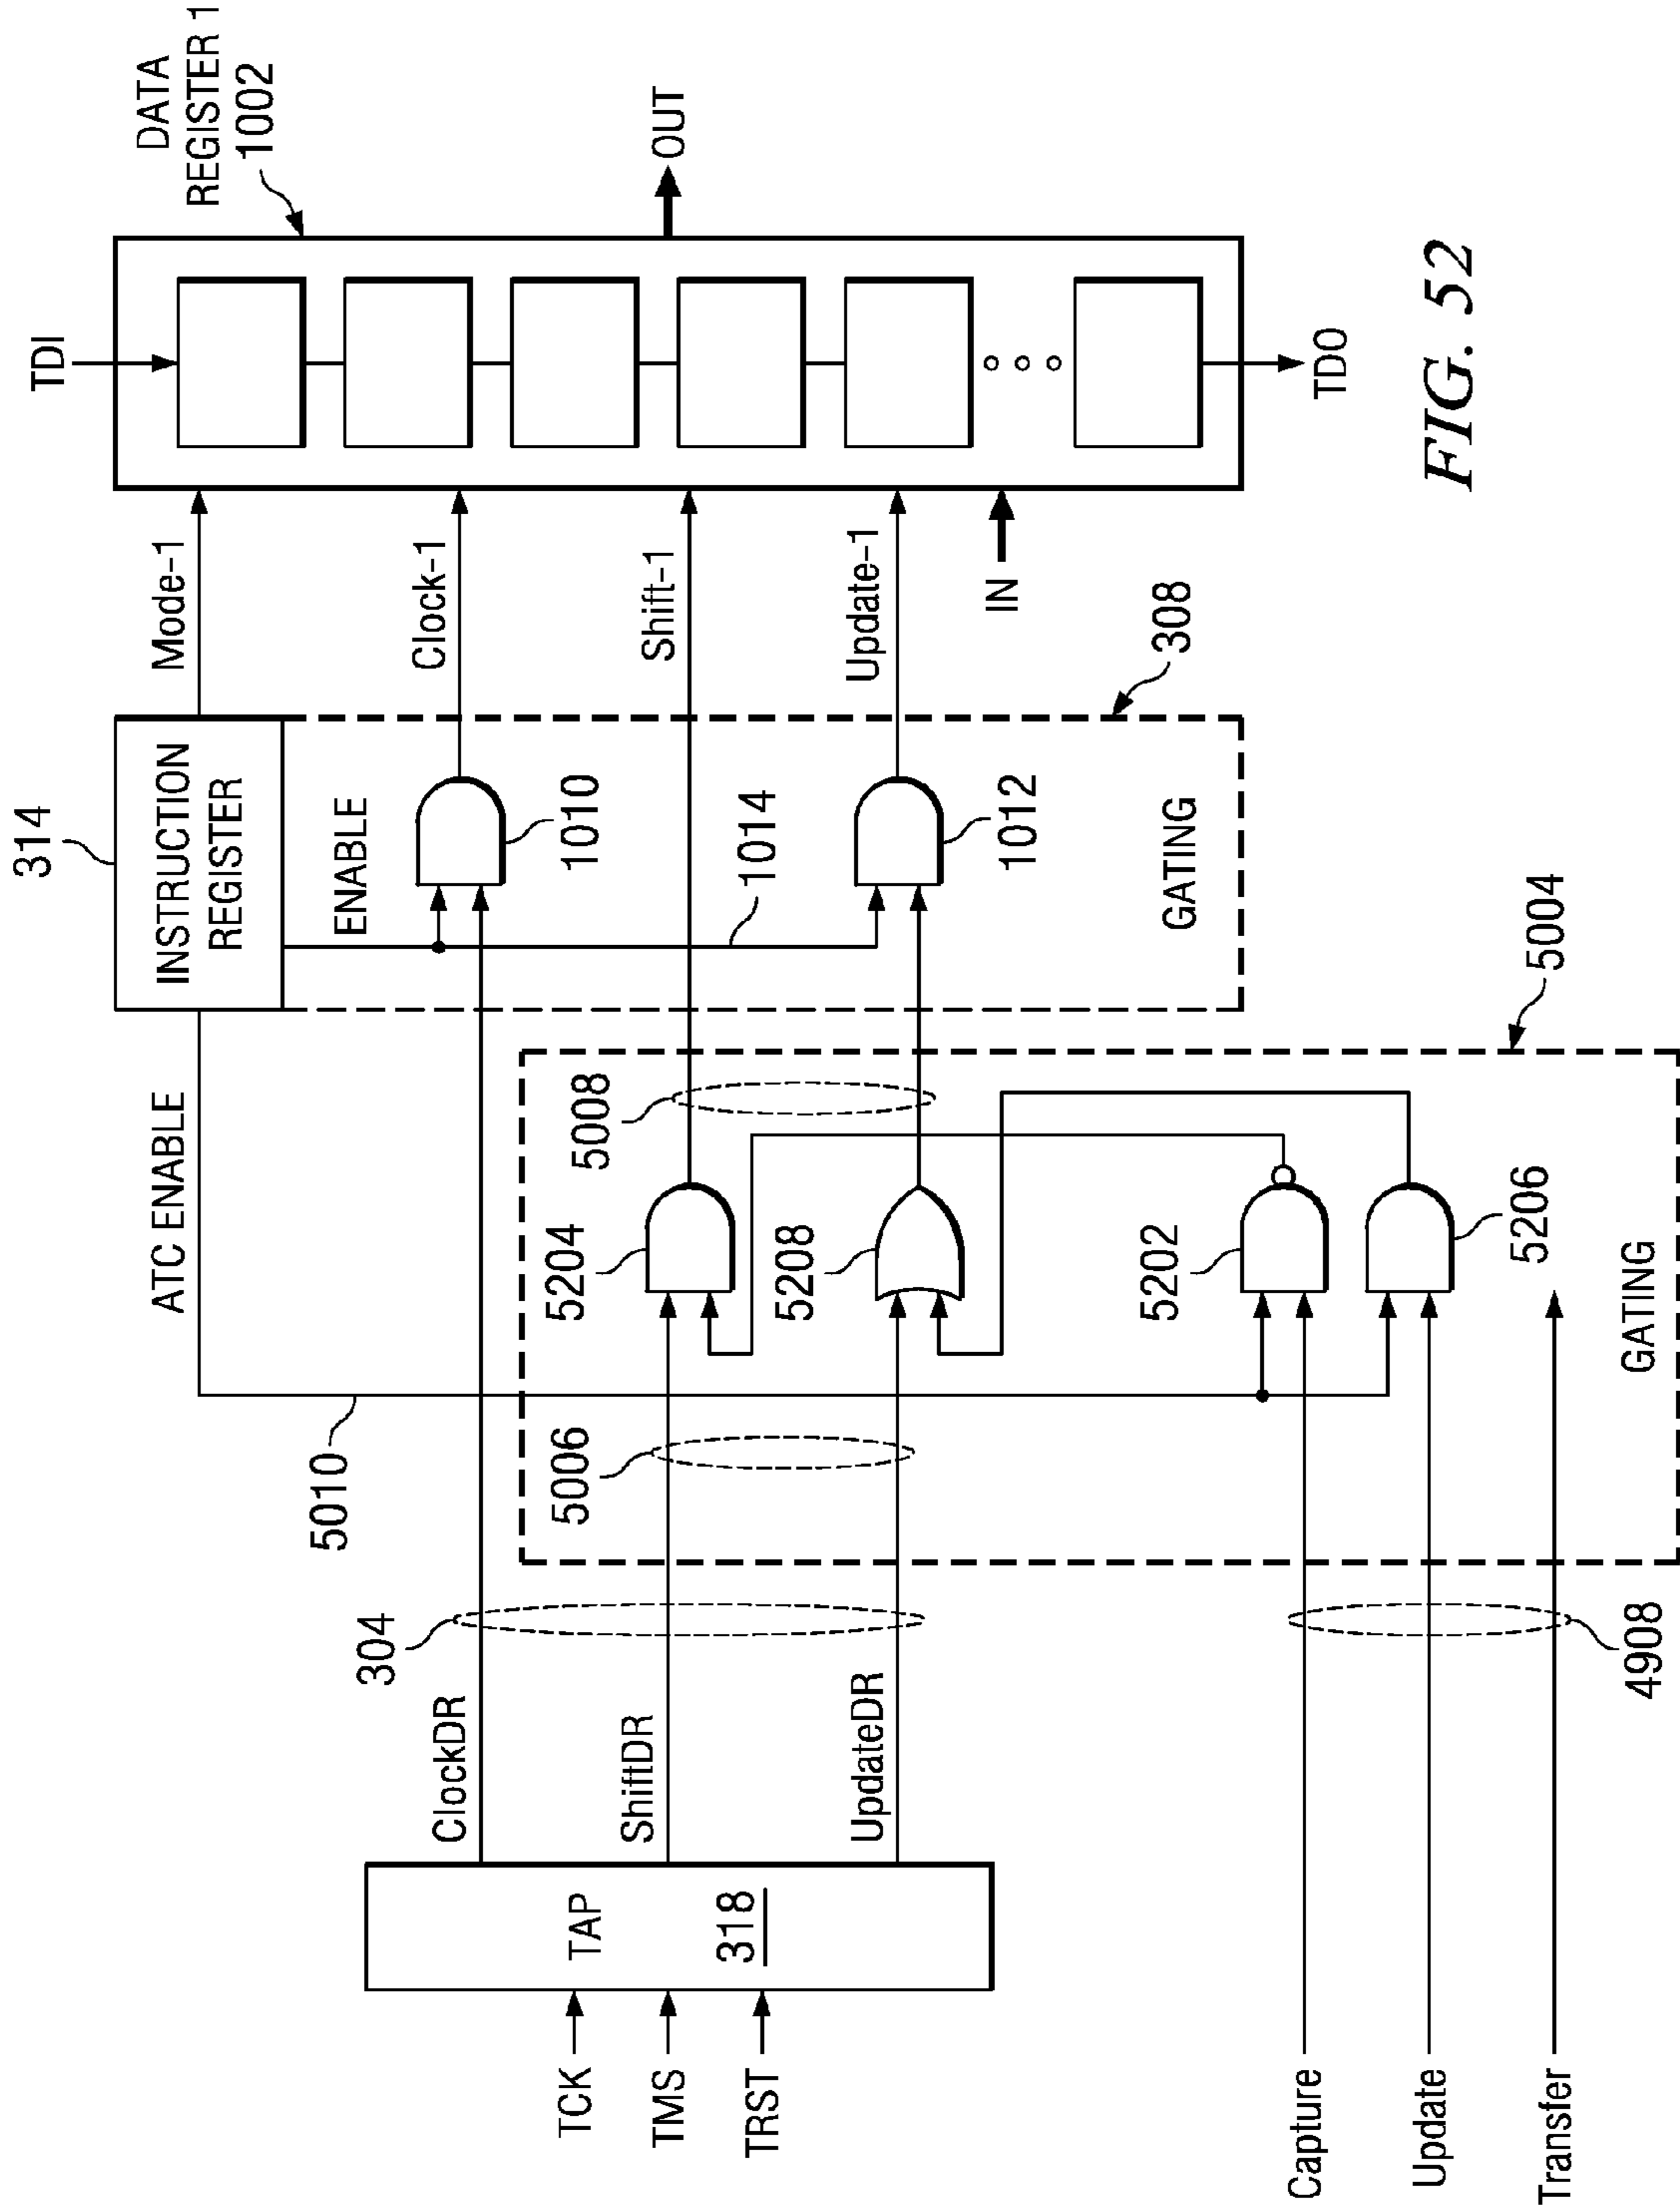 314
INSTRUCTION
REGISTER
DATA
REGISTER 1
1002
TDI
ATC ENABLE
5010
ENABLE
Mode-1
ClockDR
304
1010
Clock-1
ShiftDR
5006
5204
5008
1014
Shift-1
OUT
TCK
TMS
TRST
TAP
318
UpdateDR
5208
1012
Update-1
IN
Capture
5202
GATING
308
Update
5206
Transfer
4908
GATING
5004
TDO
FIG. 52